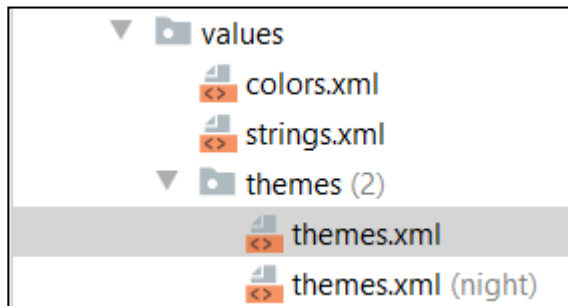 values
colors.xml
strings.xml
themes (2)
themes.xml
themes.xml (night)